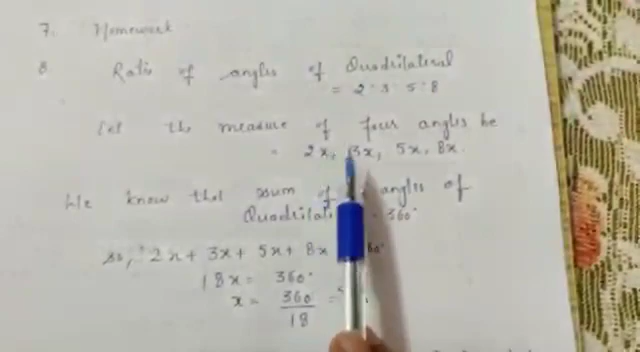 7. Homework
8. Ratio of angles of Quadrilateral
= 2:3:5:8
Let the measure of four angles be
= 2x, 3x, 5x, 8x.
We know that sum of angles of
360°
so, 2x + 3x + 5x + 8x
18x = 360°
x = 360
18